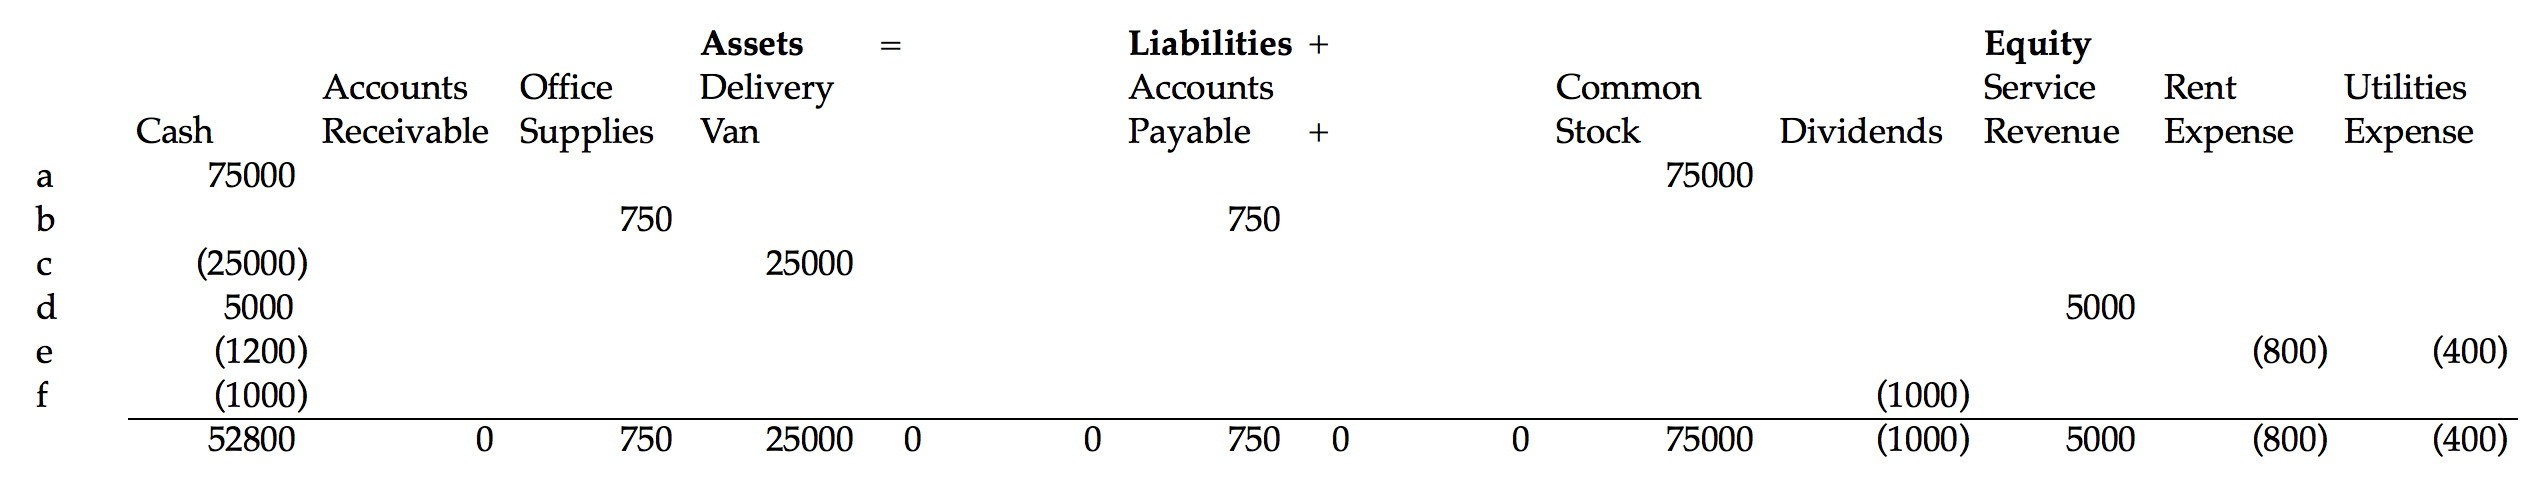 Assets = Liabilities + Equity
Accounts Office Delivery Accounts Common Service Rent Utilities
Cash Receivable Supplies Van Payable + Stock Dividends Revenue Expense Expense
a 75000 75000
b 750 750
c (25000) 25000
d 5000 5000
e (1200) (800) (400)
f (1000) (1000)
52800 0 750 25000 0 0 750 0 0 75000 (1000) 5000 (800) (400)